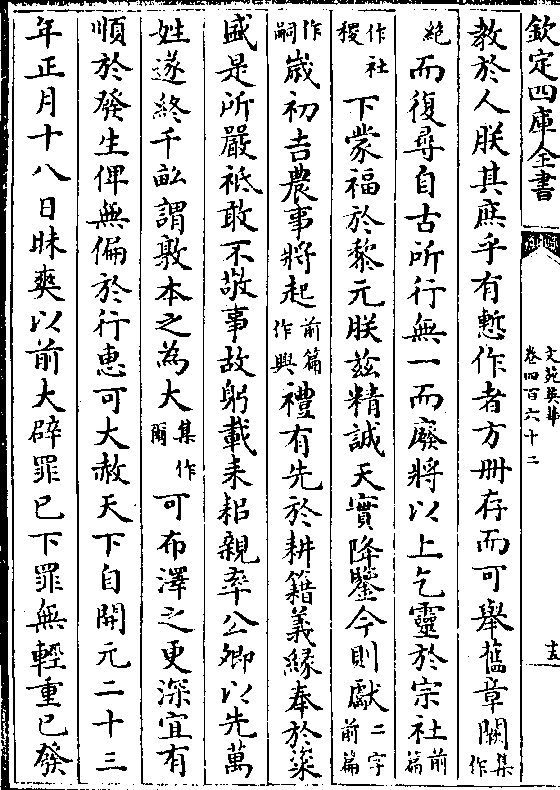 欽定四庫全書
文苑英華
卷四百六十二
十五
教於人朕其庶乎有慙作者方冊存而可舉舊章闕集作
絶而復尋自古所行無一而廢將以上乞靈於宗社前篇
作社稷下蒙福於黎元朕兹精誠天實降鑒今則獻二字前篇
作嗣歲初吉農事將起前篇作興禮有先於耕籍義緣奉於粢
盛是所嚴祗敢不敬事故躬載耒耜親率公卿以先萬
姓遂終千畝謂敦本之為大集作爾可布澤之更深宜有
順於發生俾無偏於行恵可大赦天下自開元二十三
年正月十八日昧爽以前大辟罪已下罪無輕重已發